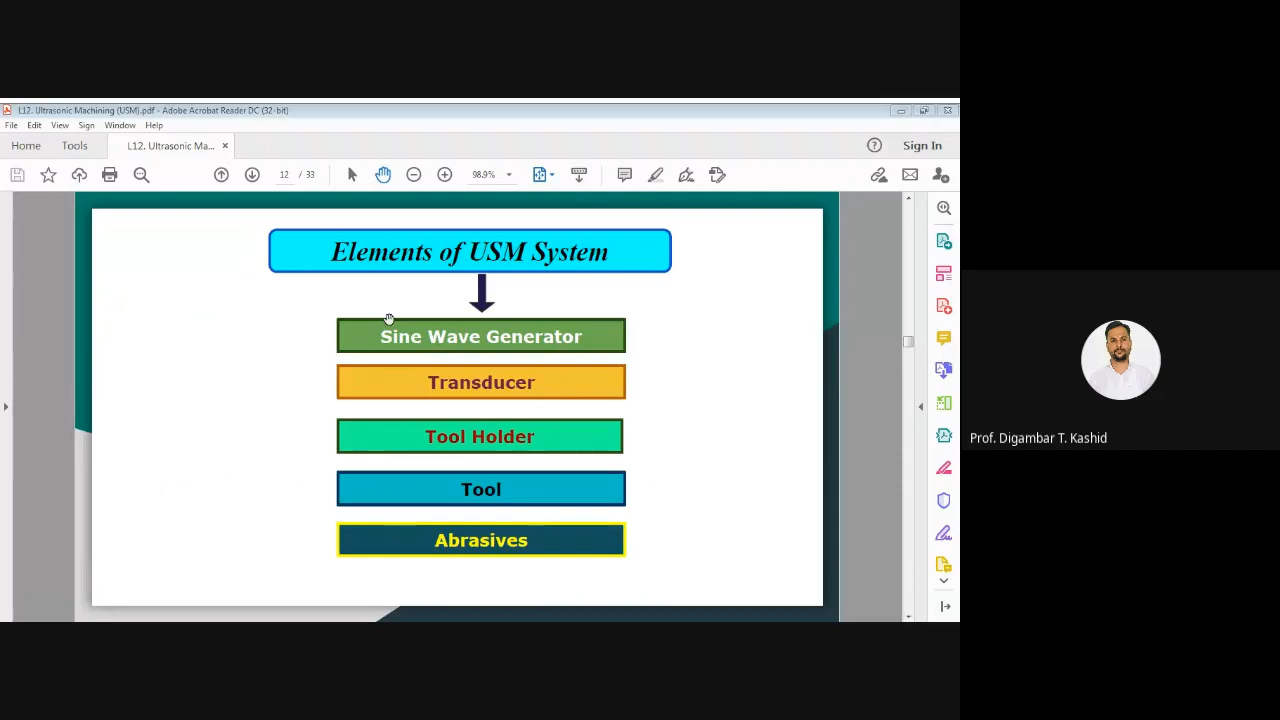 L12. Ultrasonic Machining (USM).pdf - Adobe Acrobat Reader DC (32-bit)
File Edit View Sign Window Help
Home Tools L12. Ultrasonic Ma... × Sign In
12 / 33 98.9%
Elements of USM System
Sine Wave Generator
Transducer
Tool Holder
Tool
Abrasives
Prof. Digambar T. Kashid